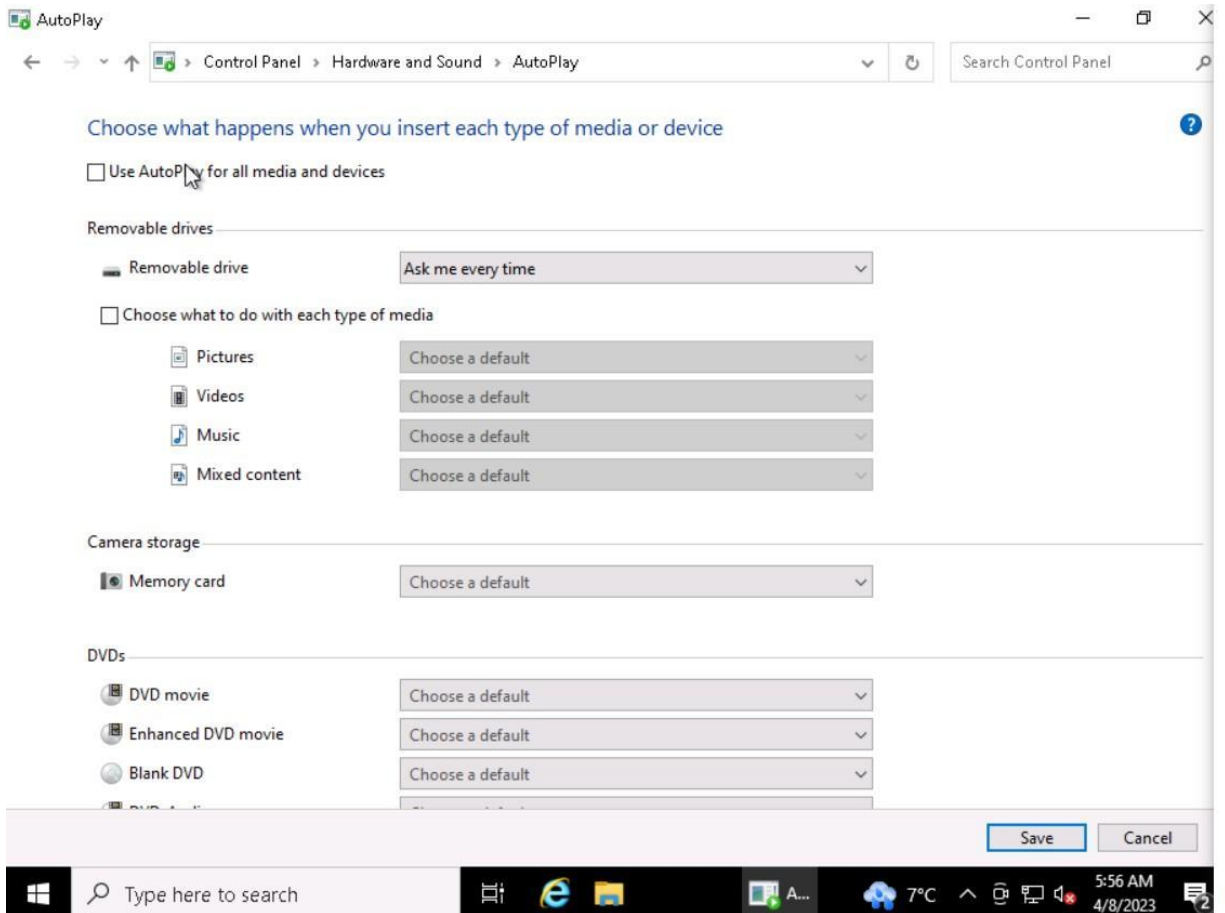 AutoPlay
Control Panel > Hardware and Sound > AutoPlay
Search Control Panel
Choose what happens when you insert each type of media or device
Use AutoPlay for all media and devices
Removable drives
Removable drive
Ask me every time
Choose what to do with each type of media
Pictures
Choose a default
Videos
Choose a default
Music
Choose a default
Mixed content
Choose a default
Camera storage
Memory card
Choose a default
DVDs
DVD movie
Choose a default
Enhanced DVD movie
Choose a default
Blank DVD
Choose a default
Save
Cancel
Type here to search
A...
7°C
5:56 AM
4/8/2023
2